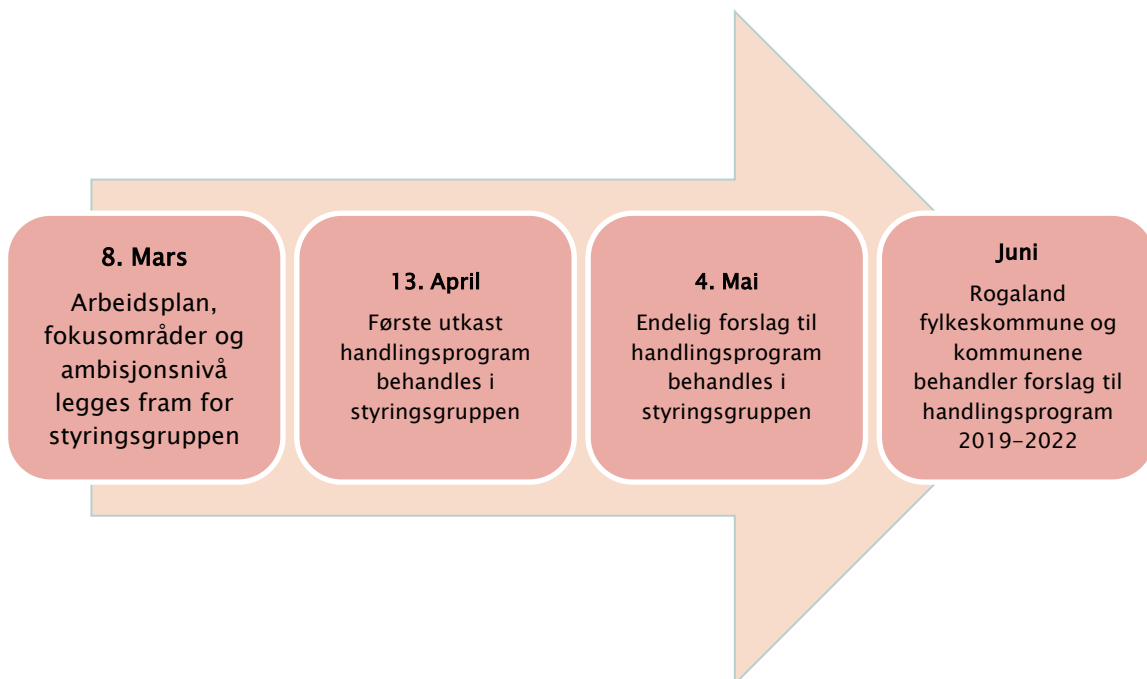 8. Mars
Arbeidsplan,
fokusområder og
ambisjonsnivå
legges fram for
styringsgruppen
13. April
Første utkast
handlingsprogram
behandles i
styringsgruppen
4. Mai
Endelig forslag til
handlingsprogram
behandles i
styringsgruppen
Juni
Rogaland
fylkeskommune og
kommunene
behandler forslag til
handlingsprogram
2019-2022